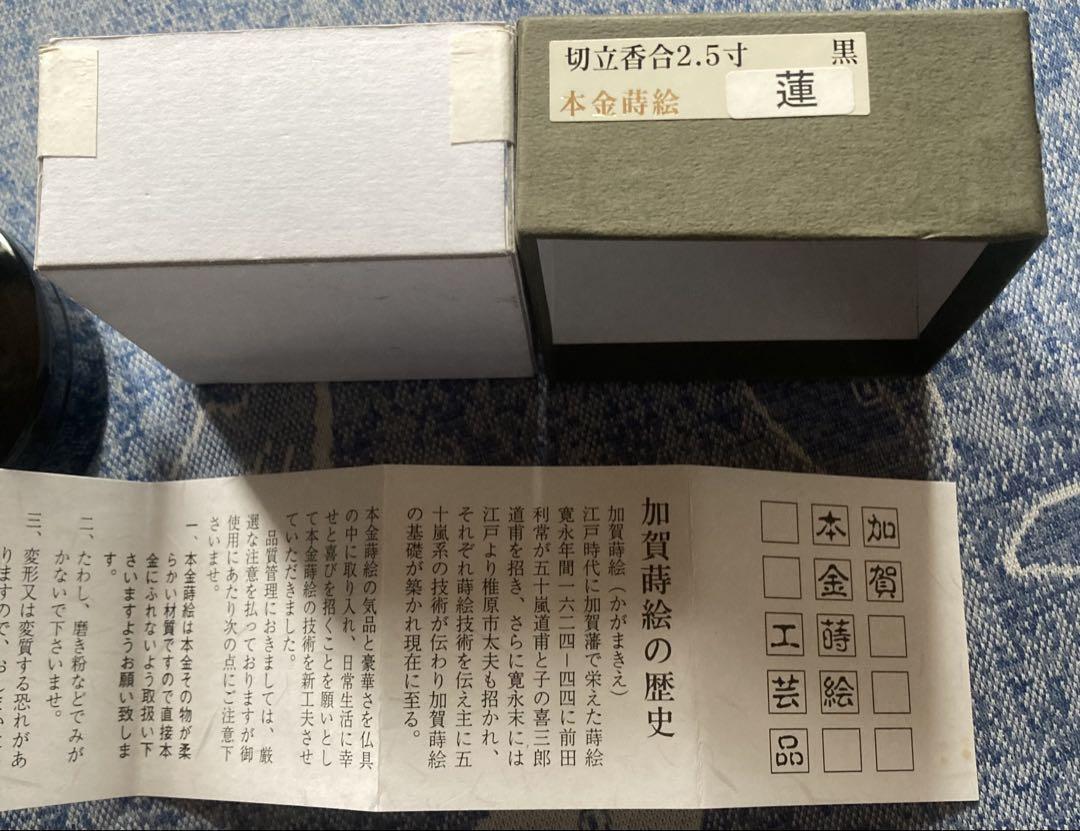 切立香合2.5寸 黒
本金蒔絵 蓮
加賀
本金蒔絵
工芸品
加賀蒔絵の歴史
加賀蒔絵（かがまきえ）
江戸時代に加賀藩で栄えた蒔絵
寛永年間一六二四ー四四に前田
利常が五十嵐道甫と子の喜三郎
道甫を招き、さらに寛永末には
江戸より椎原市太夫も招かれ、
それぞれ蒔絵技術を伝え主に五
十嵐系の技術が伝わり加賀蒔絵
の基礎が築かれ現在に至る。
本金蒔絵の気品と豪華さを仏具
の中に取り入れ、日常生活に幸
せと喜びを招くことを願いとし
て本金蒔絵の技術を新工夫させ
ていただきました。
品質管理におきましては、厳
選な注意を払っておりますが御
使用にあたり次の点にご注意下
さいませ。
一、本金蒔絵は本金その物が柔
らかい材質ですので直接本
金にふれないよう取扱い下
さいますようお願い致しま
す。
二、たわし、磨き粉などでみが
かないで下さいませ。
三、変形又は変質する恐れがあ